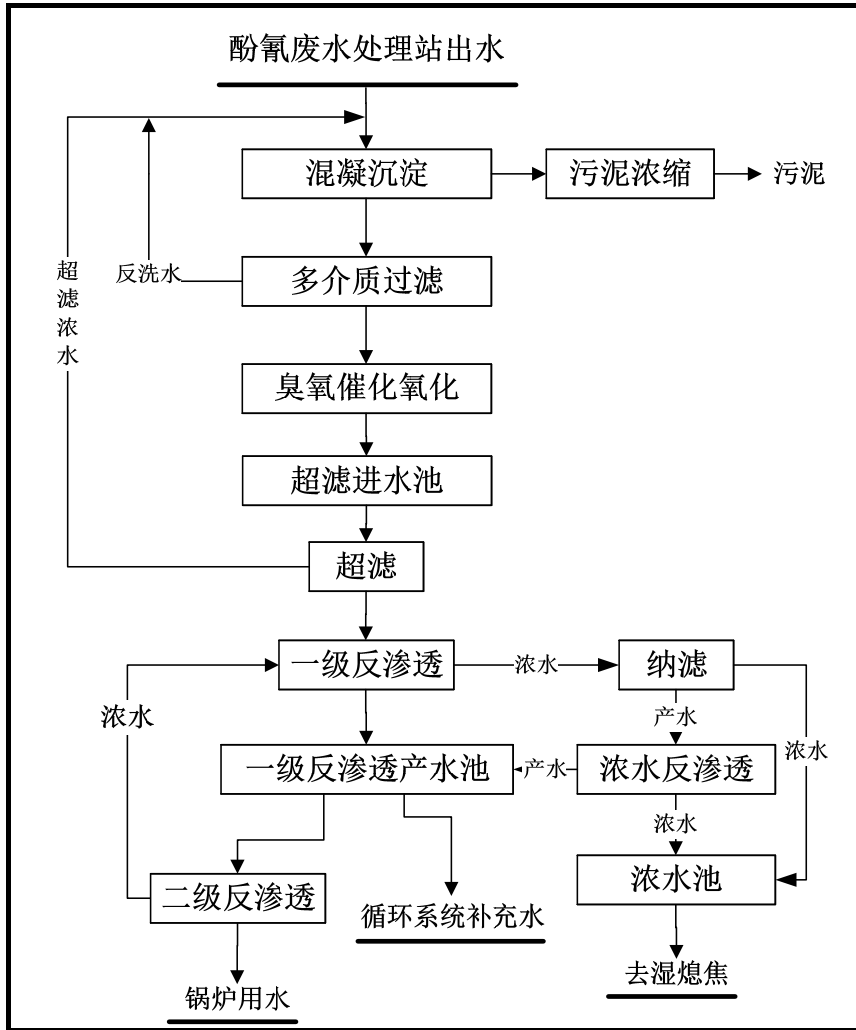 酚氰废水处理站出水
混凝沉淀
污泥浓缩
污泥
反洗水
多介质过滤
超滤浓水
臭氧催化氧化
超滤进水池
超滤
一级反渗透
浓水
纳滤
浓水
产水
浓水
一级反渗透产水池
产水
浓水反渗透
浓水
二级反渗透
浓水池
循环系统补充水
锅炉用水
去湿熄焦